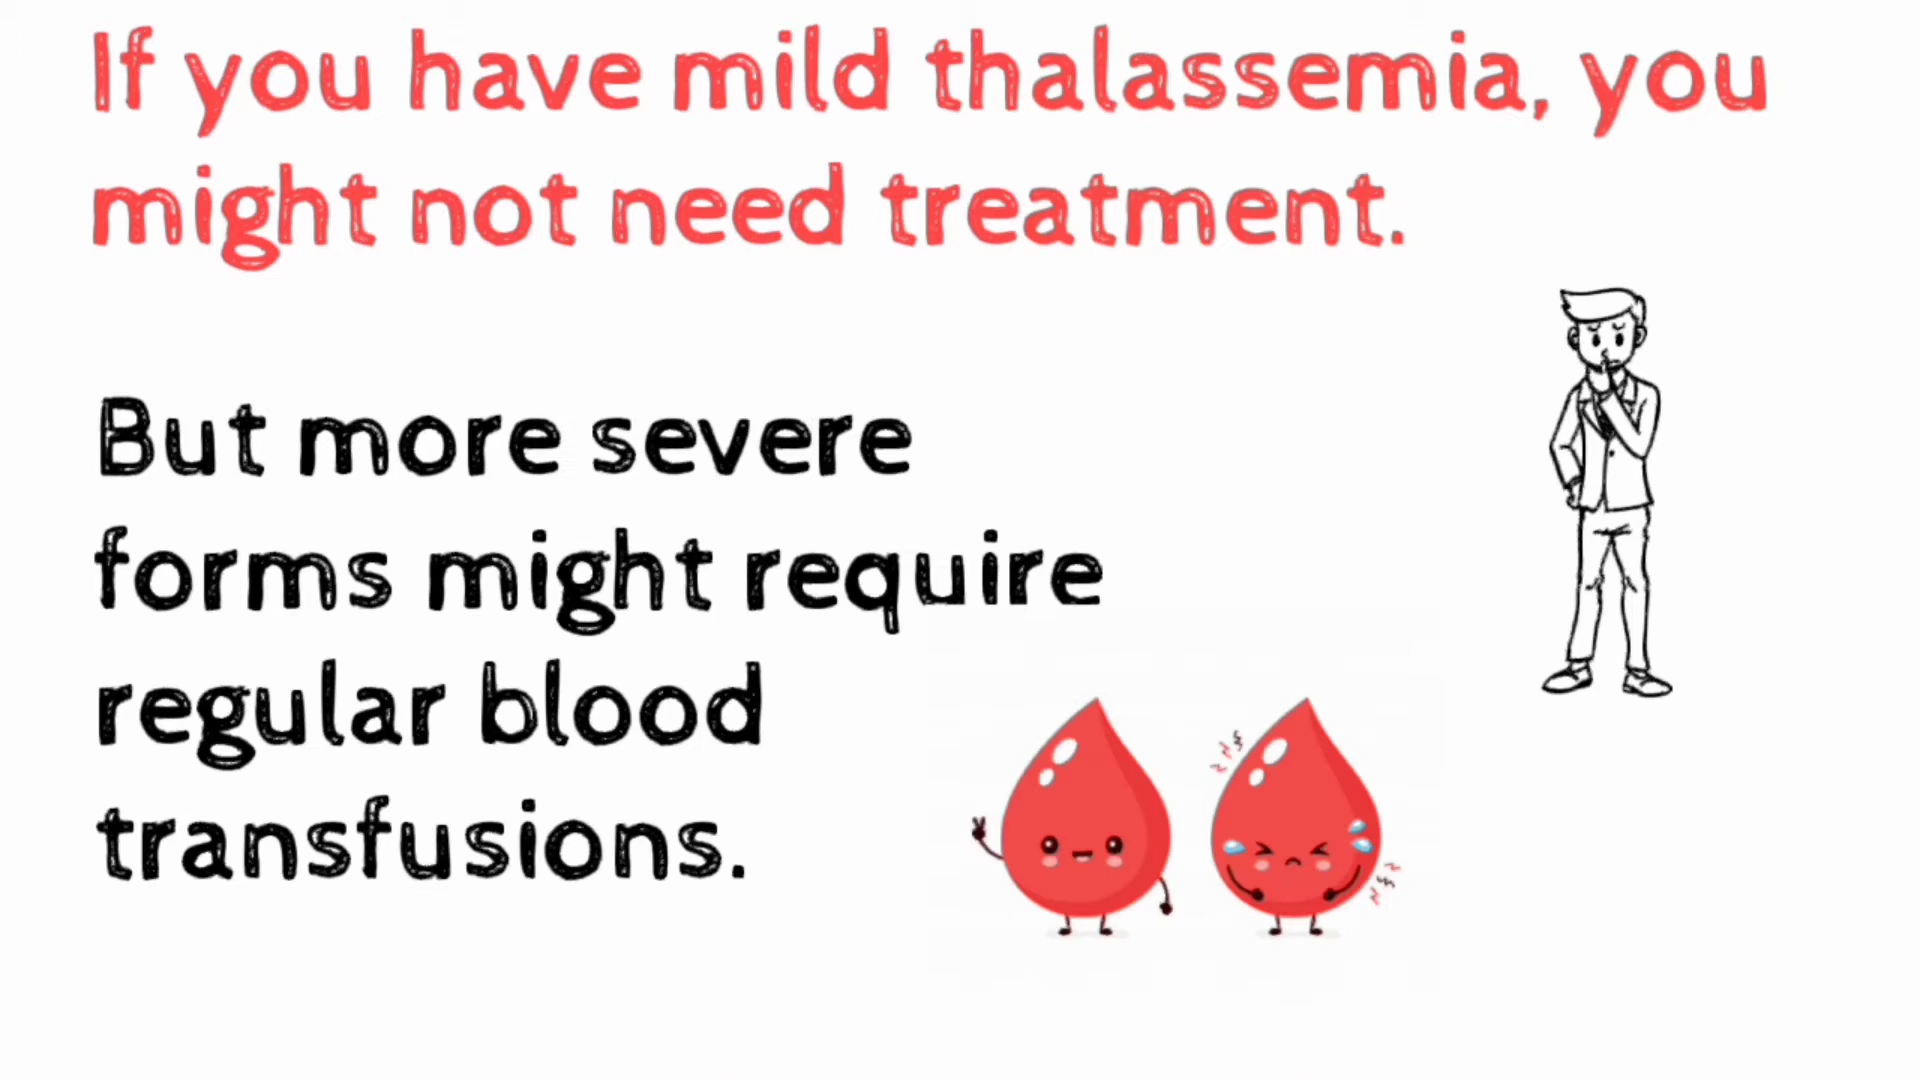 If you have mild thalassemia, you
might not need treatment.
But more severe
forms might require
regular blood
transfusions.